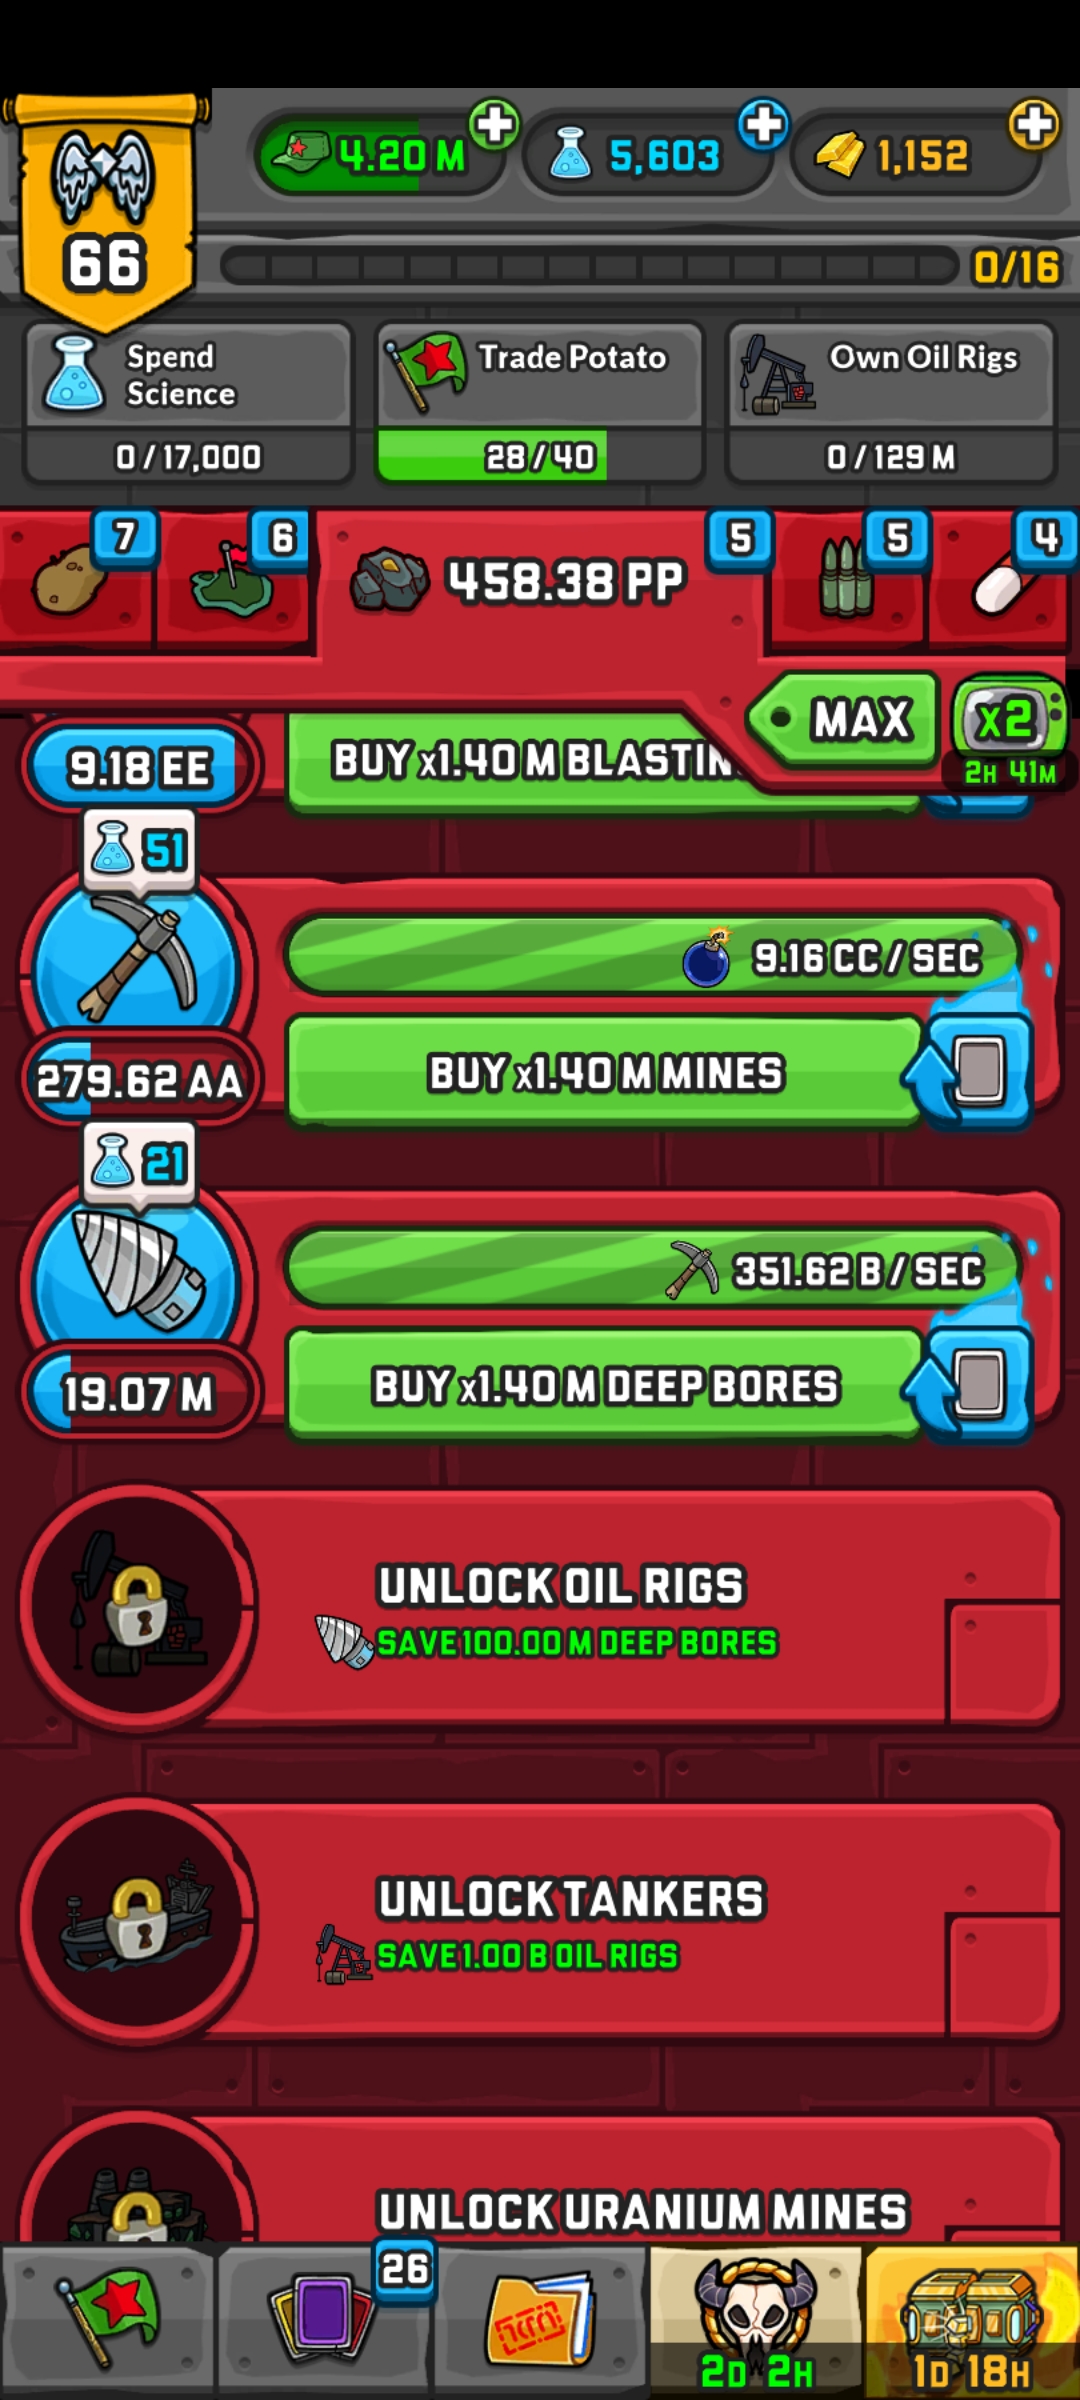 66
4.20 M
5,603
1,152
0/16
Spend
Science
0 / 17,000
Trade Potato
28 / 40
Own Oil Rigs
0 / 129 M
7
6
458.38 PP
5
5
4
MAX
X2
2H 41M
9.18 EE
BUY x1.40 M BLASTIN
51
9.16 CC / SEC
279.62 AA
BUY x1.40 M MINES
21
351.62 B / SEC
19.07 M
BUY x1.40 M DEEP BORES
UNLOCK OIL RIGS
SAVE 100.00 M DEEP BORES
UNLOCK TANKERS
SAVE 1.00 B OIL RIGS
UNLOCK URANIUM MINES
26
2D 2H
1D 18H